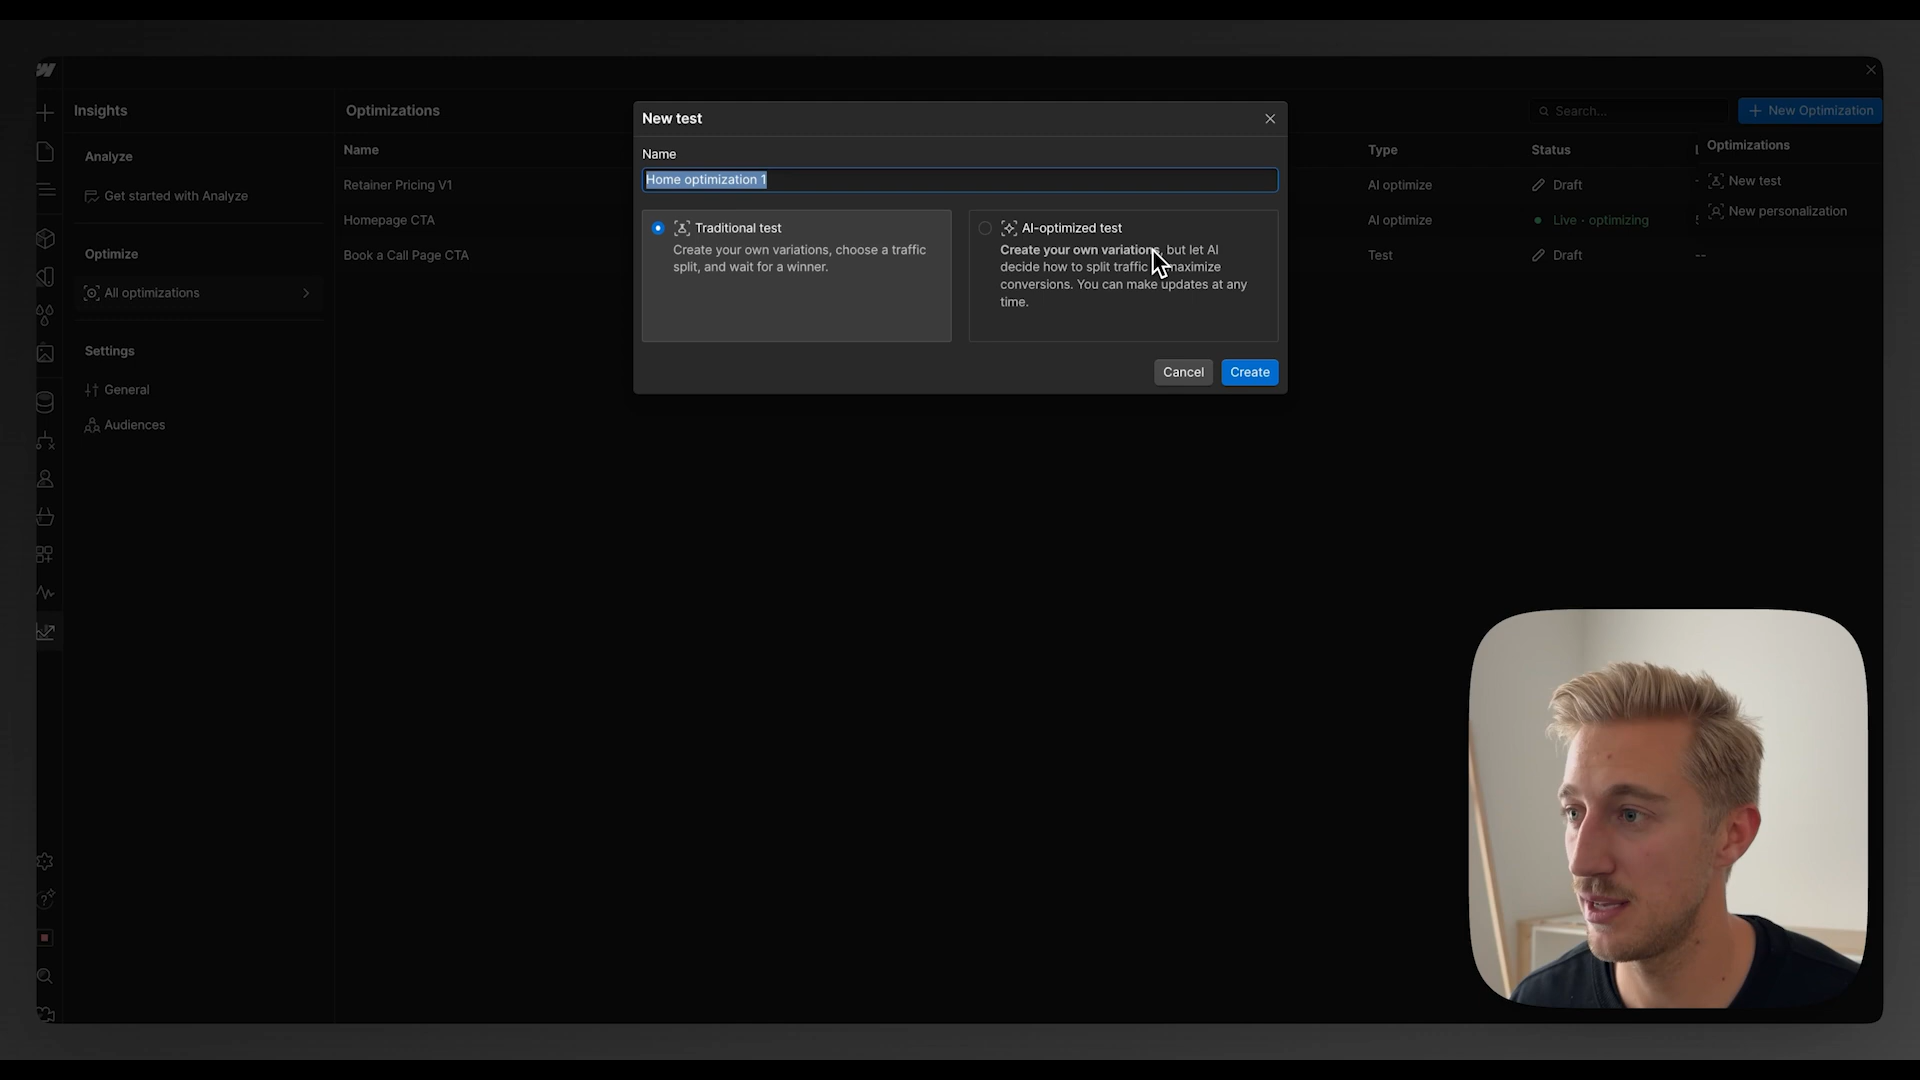 Insights
Optimizations
Search...
New Optimization
Analyze
Get started with Analyze
Optimize
All optimizations
Settings
General
Audiences
Name
Type
Status
Retainer Pricing V1
AI optimize
Draft
Homepage CTA
AI optimize
Live · optimizing
Book a Call Page CTA
Test
Draft
--
Optimizations
New test
New personalization
New test
Name
Home optimization 1
Traditional test
Create your own variations, choose a traffic
split, and wait for a winner.
AI-optimized test
Create your own variations, but let AI
decide how to split traffic maximize
conversions. You can make updates at any
time.
Cancel
Create